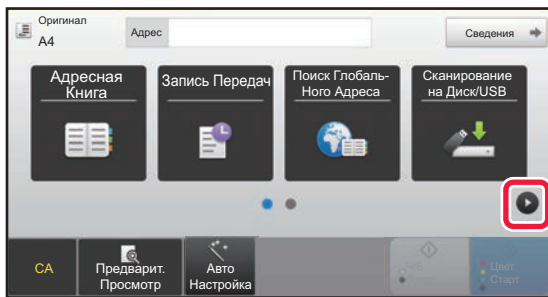 Оригинал
A4
Адрес
Сведения
Адресная
Книга
Запись Передач
Поиск Глобаль-
Ного Адреса
Сканирование
на Диск/USB
CA
Предварит.
Просмотр
Авто
Настройка
Ч/Б
Старт
Цвет
Старт